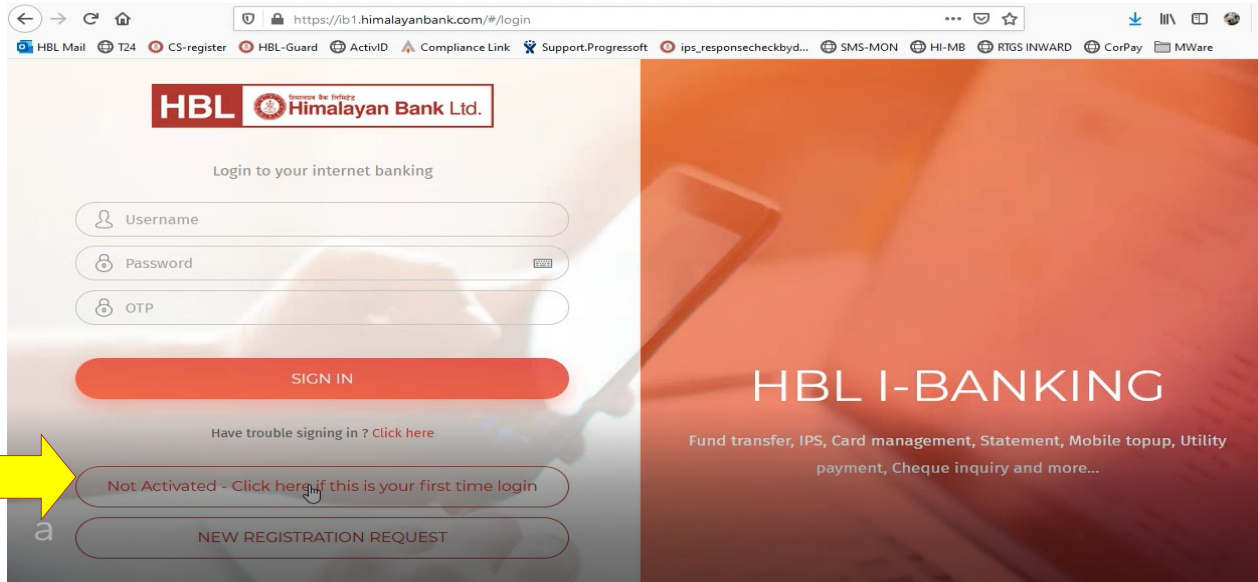 https://ib1.himalayanbank.com/#/login
HBL Mail T24 CS-register HBL-Guard ActivID Compliance Link Support.Progressoft ips_responsecheckbyd... SMS-MON HI-MB RTGS INWARD CorPay MWare
हिमालयन बैंक लिमिटेड
HBL Himalayan Bank Ltd.
Login to your internet banking
Username
Password
OTP
SIGN IN
Have trouble signing in ? Click here
Not Activated - Click here if this is your first time login
a
NEW REGISTRATION REQUEST
HBL I-BANKING
Fund transfer, IPS, Card management, Statement, Mobile topup, Utility
payment, Cheque inquiry and more...